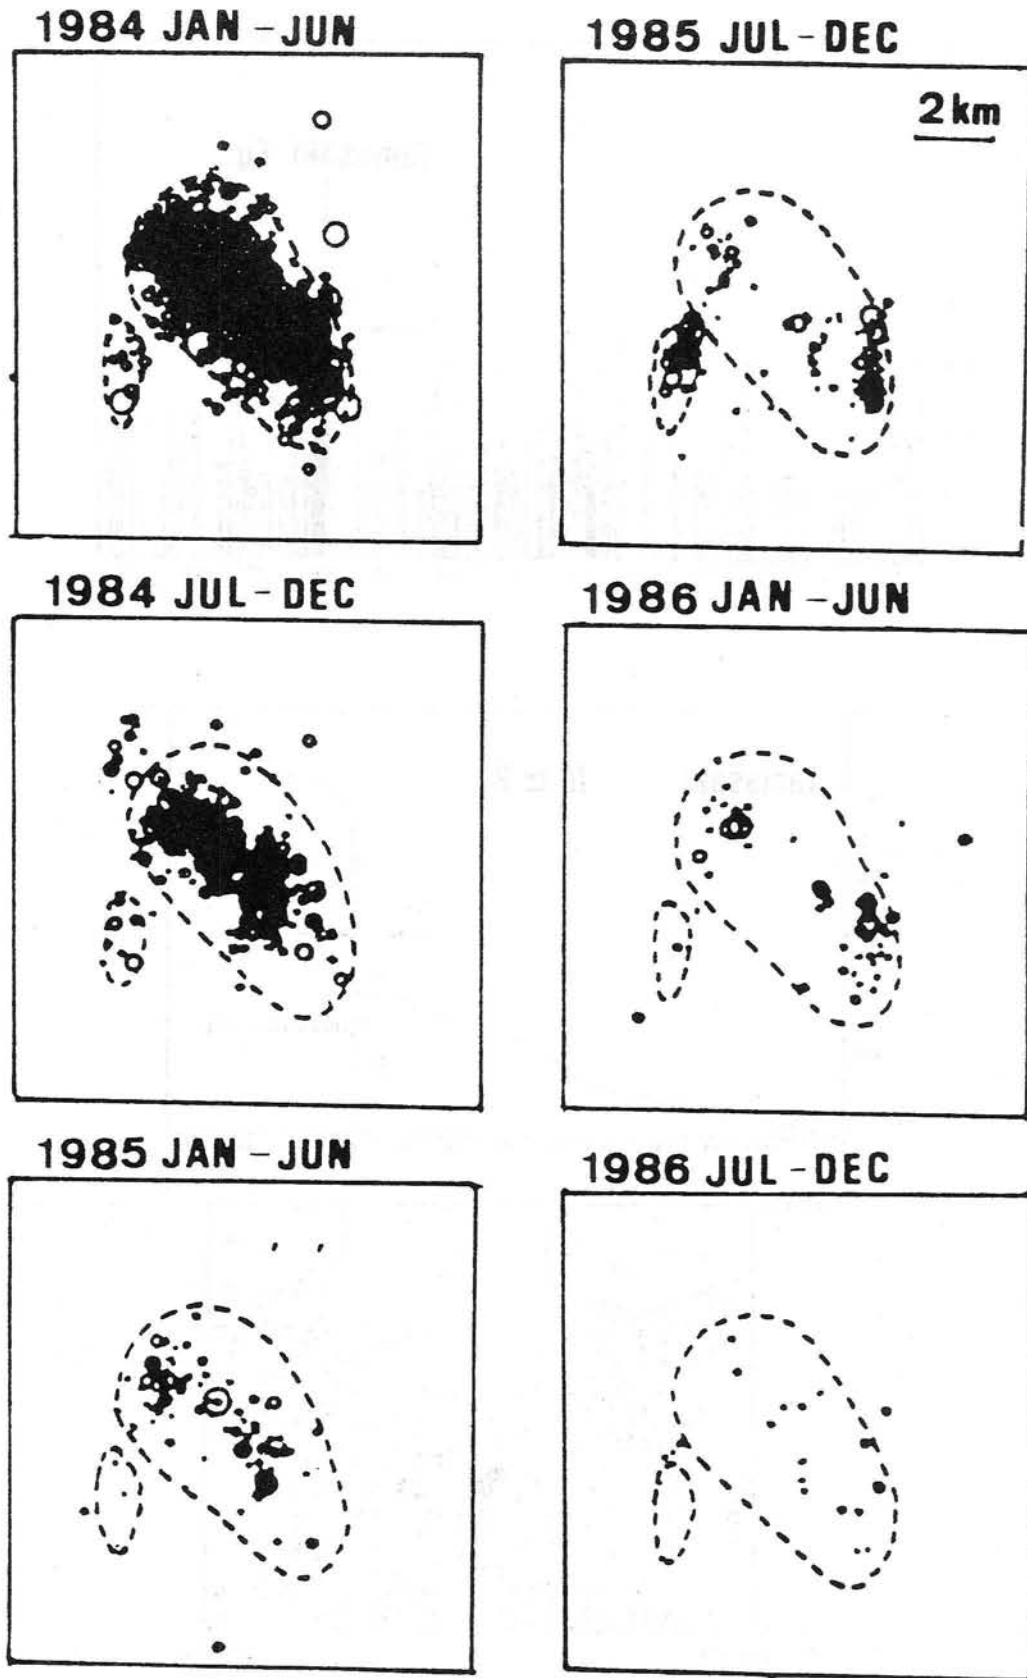 1984 JAN - JUN
1985 JUL - DEC
2 km
1984 JUL - DEC
1986 JAN - JUN
1985 JAN - JUN
1986 JUL - DEC